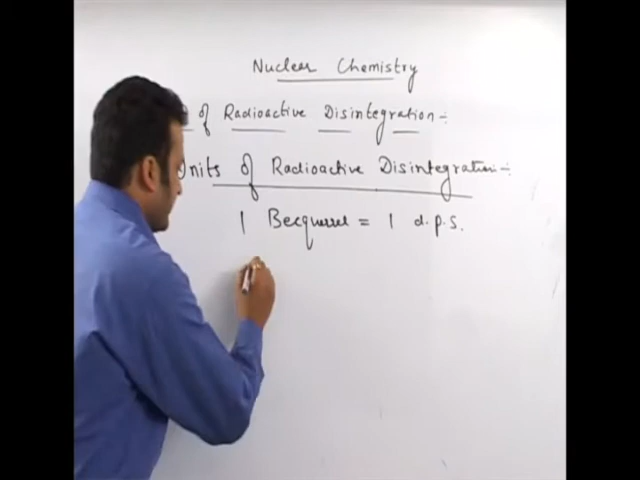 Nuclear Chemistry
of Radioactive Disintegration :-
Units of Radioactive Disintegration :-
1 Becquerel = 1 d.p.s.